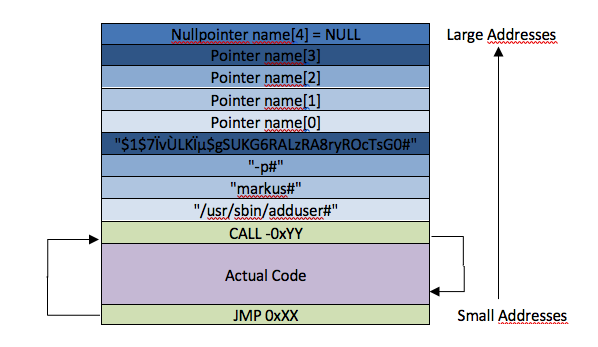 Nullpointer name[4] = NULL
Large Addresses
Pointer name[3]
Pointer name[2]
Pointer name[1]
Pointer name[0]
"$1$7ÏvÙLKÏµ$gSUKG6RALzRA8ryROcTsG0#"
"-p#"
"markus#"
"/usr/sbin/adduser#"
CALL -0xYY
Actual Code
JMP 0xXX
Small Addresses